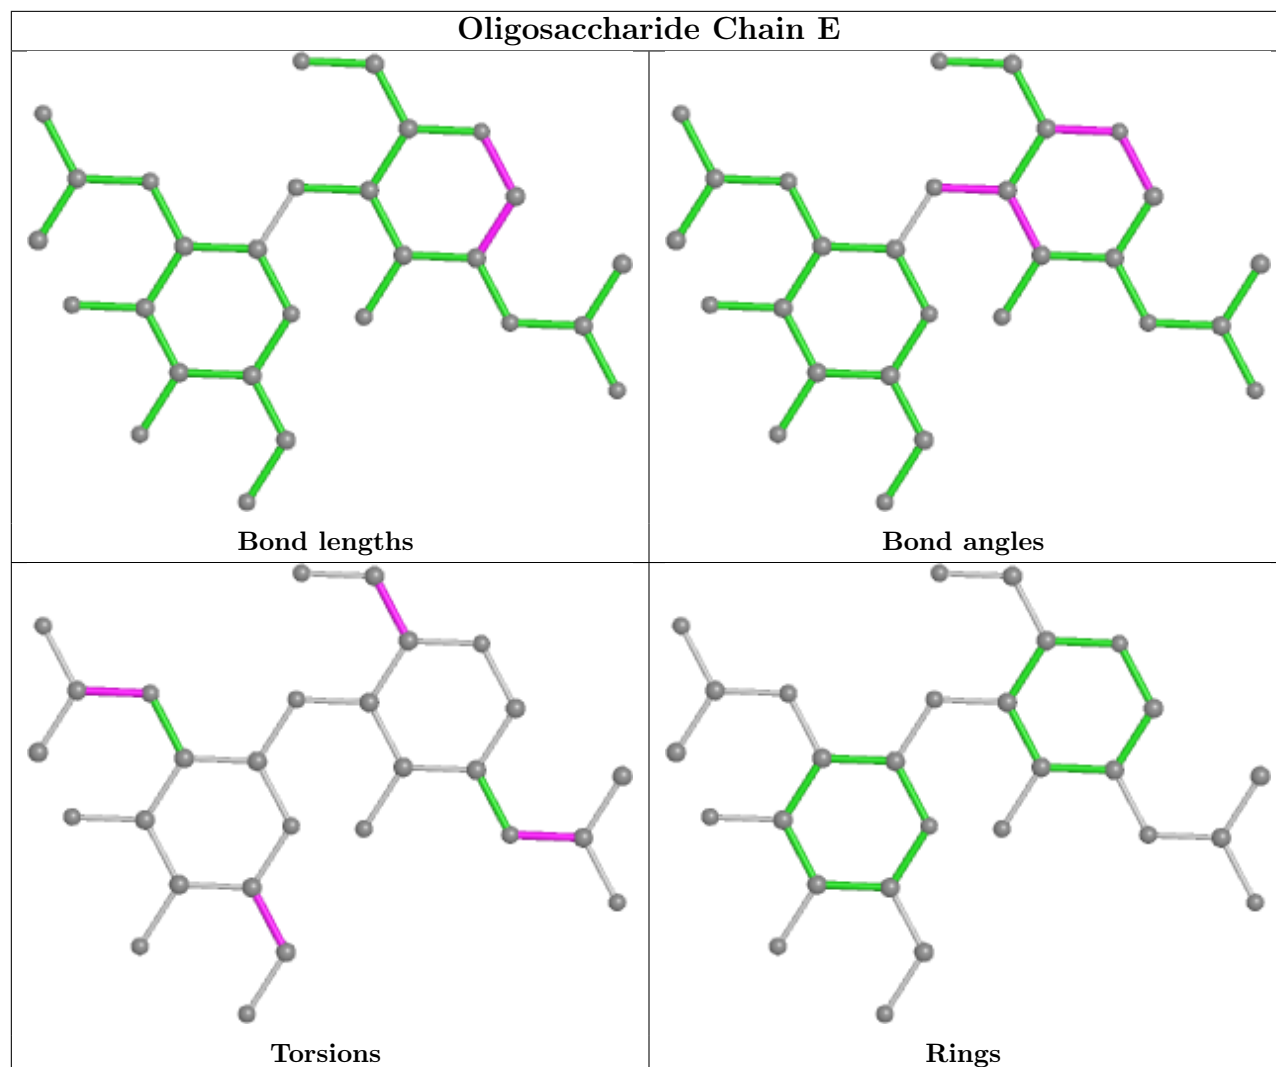 Oligosaccharide Chain E
Bond lengths
Bond angles
Torsions
Rings